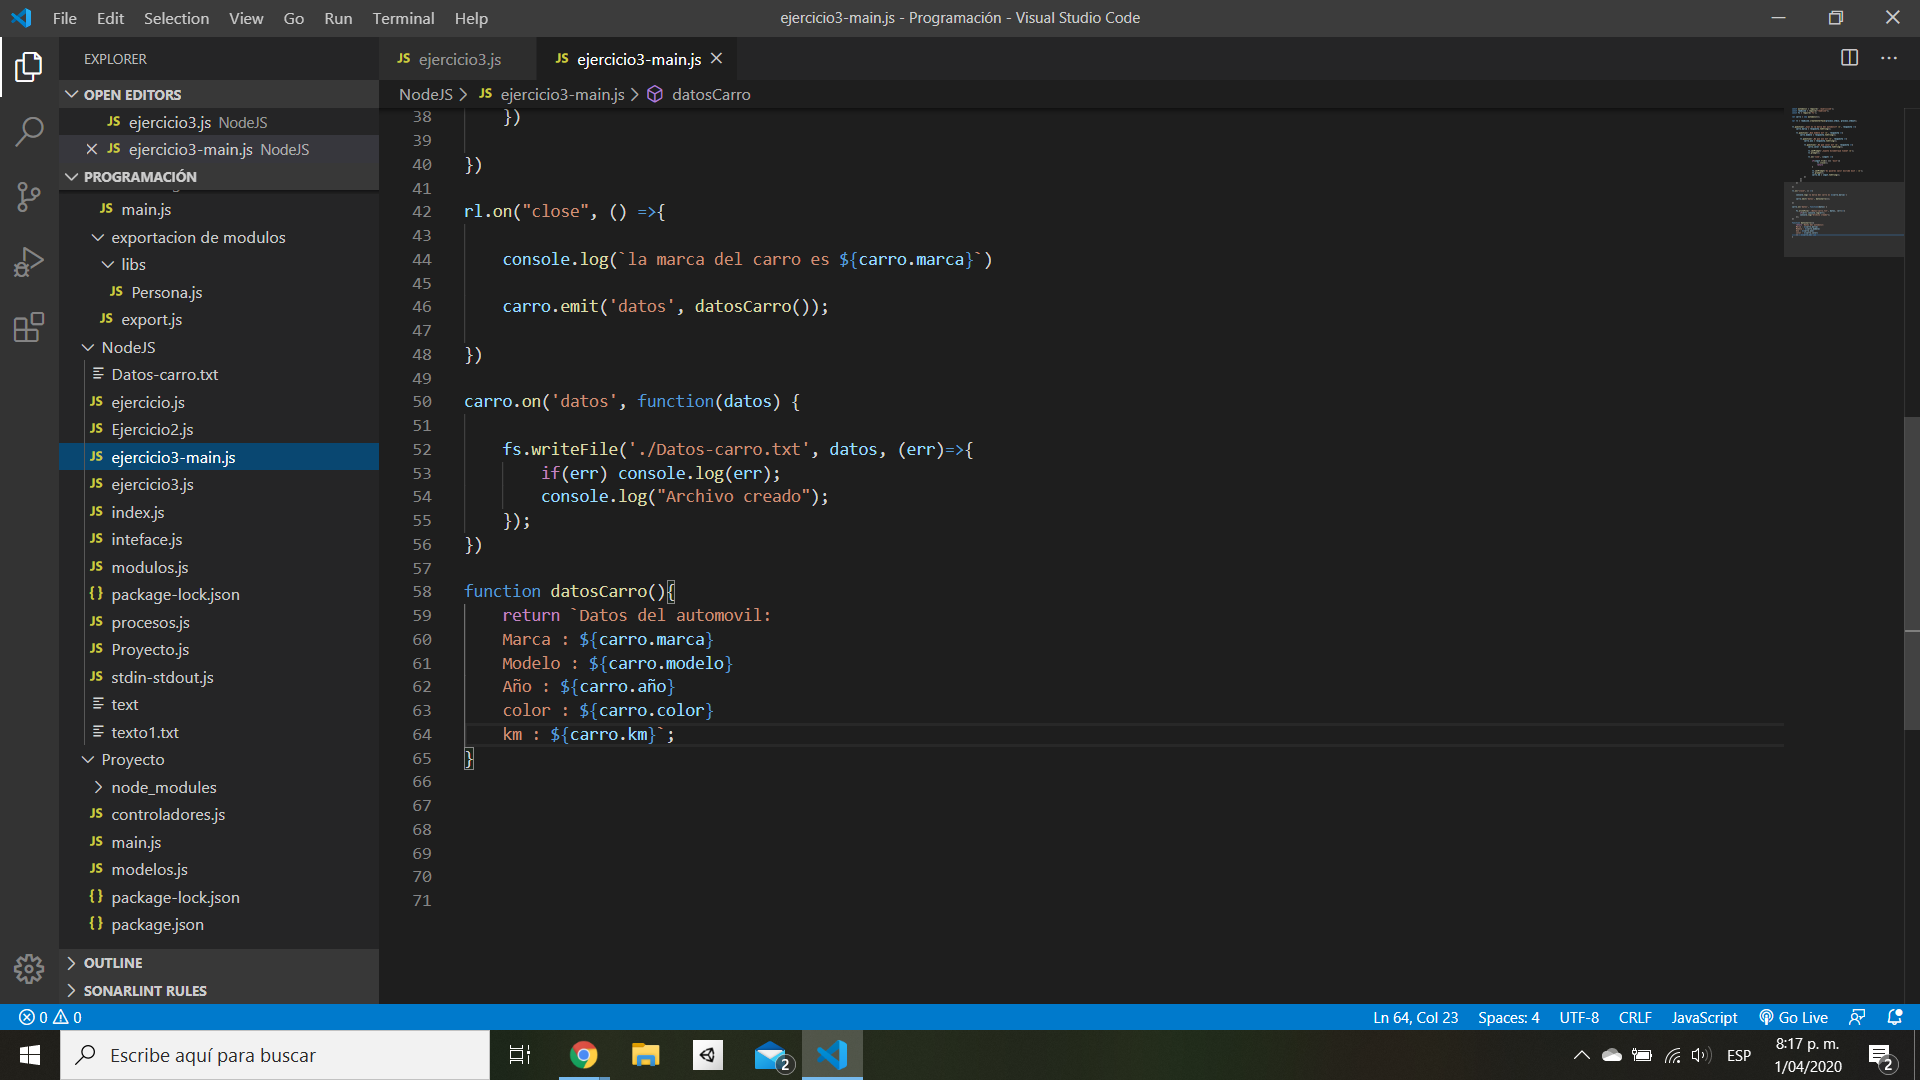 File Edit Selection View Go Run Terminal Help
ejercicio3-main.js - Programación - Visual Studio Code
EXPLORER
OPEN EDITORS
JS ejercicio3.js NodeJS
JS ejercicio3-main.js NodeJS
PROGRAMACIÓN
JS main.js
exportacion de modulos
libs
JS Persona.js
JS export.js
NodeJS
Datos-carro.txt
JS ejercicio.js
JS Ejercicio2.js
JS ejercicio3-main.js
JS ejercicio3.js
JS index.js
JS inteface.js
JS modulos.js
{} package-lock.json
JS procesos.js
JS Proyecto.js
JS stdin-stdout.js
text
texto1.txt
Proyecto
node_modules
JS controladores.js
JS main.js
JS modelos.js
{} package-lock.json
{} package.json
OUTLINE
SONARLINT RULES
JS ejercicio3.js
JS ejercicio3-main.js
NodeJS > JS ejercicio3-main.js > datosCarro
38 })
39
40 })
41
42 rl.on("close", () =>{
43
44 console.log(`la marca del carro es ${carro.marca}`)
45
46 carro.emit('datos', datosCarro());
47
48 })
49
50 carro.on('datos', function(datos) {
51
52 fs.writeFile('./Datos-carro.txt', datos, (err)=>{
53 if(err) console.log(err);
54 console.log("Archivo creado");
55 });
56 })
57
58 function datosCarro(){
59 return `Datos del automovil:
60 Marca : ${carro.marca}
61 Modelo : ${carro.modelo}
62 Año : ${carro.año}
63 color : ${carro.color}
64 km : ${carro.km}`;
65 }
66
67
68
69
70
71
0 0
Ln 64, Col 23 Spaces: 4 UTF-8 CRLF JavaScript Go Live
Escribe aquí para buscar
2
ESP
8:17 p. m.
1/04/2020
2